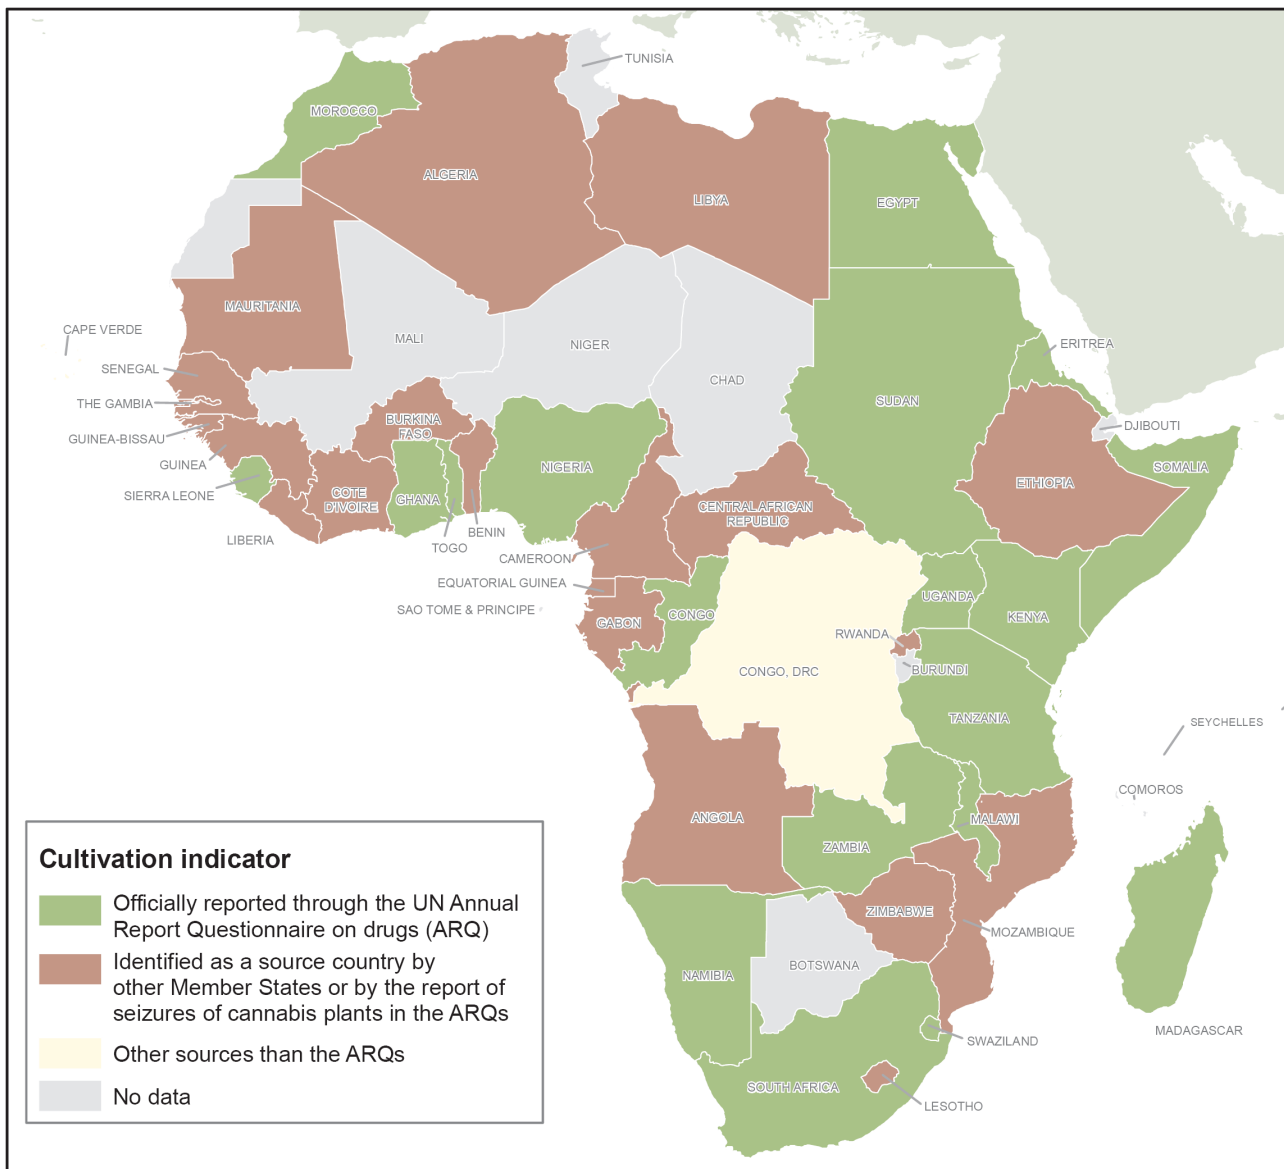 TUNISIA
MOROCCO
ALGERIA
LIBYA
EGYPT
MAURITANIA
CAPE VERDE
MALI
NIGER
ERITREA
SENEGAL
CHAD
THE GAMBIA
SUDAN
BURKINA
FASO
DJIBOUTI
GUINEA-BISSAU
GUINEA
NIGERIA
SOMALIA
ETHIOPIA
SIERRA LEONE
COTE
D'IVOIRE
GHANA
CENTRAL AFRICAN
REPUBLIC
BENIN
LIBERIA
TOGO
CAMEROON
EQUATORIAL GUINEA
UGANDA
SAO TOME & PRINCIPE
CONGO
KENYA
GABON
RWANDA
CONGO, DRC
BURUNDI
TANZANIA
SEYCHELLES
COMOROS
ANGOLA
MALAWI
ZAMBIA
ZIMBABWE
MOZAMBIQUE
BOTSWANA
NAMIBIA
MADAGASCAR
SWAZILAND
SOUTH AFRICA
LESOTHO
Cultivation indicator
Officially reported through the UN Annual
Report Questionnaire on drugs (ARQ)
Identified as a source country by
other Member States or by the report of
seizures of cannabis plants in the ARQs
Other sources than the ARQs
No data